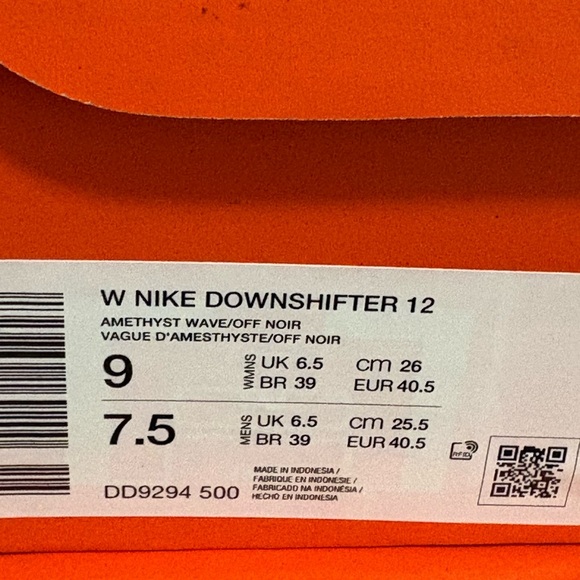 W NIKE DOWNSHIFTER 12
AMETHYST WAVE/OFF NOIR
VAGUE D'AMESTHYSTE/OFF NOIR
9 WMNS UK 6.5 cm 26
BR 39 EUR 40.5
7.5 MENS UK 6.5 cm 25.5
BR 39 EUR 40.5
RFID
MADE IN INDONESIA /
FABRIQUE EN INDONESIE /
FABRICADO NA INDONÉSIA /
HECHO EN INDONESIA
DD9294 500